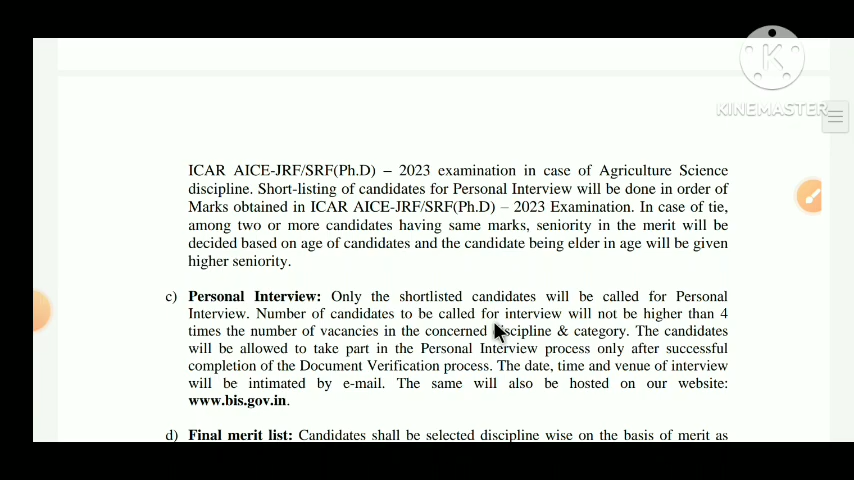 KINEMASTER
ICAR AICE-JRF/SRF(Ph.D) – 2023 examination in case of Agriculture Science
discipline. Short-listing of candidates for Personal Interview will be done in order of
Marks obtained in ICAR AICE-JRF/SRF(Ph.D) – 2023 Examination. In case of tie,
among two or more candidates having same marks, seniority in the merit will be
decided based on age of candidates and the candidate being elder in age will be given
higher seniority.
c) Personal Interview: Only the shortlisted candidates will be called for Personal
Interview. Number of candidates to be called for interview will not be higher than 4
times the number of vacancies in the concerned discipline & category. The candidates
will be allowed to take part in the Personal Interview process only after successful
completion of the Document Verification process. The date, time and venue of interview
will be intimated by e-mail. The same will also be hosted on our website:
www.bis.gov.in.
d) Final merit list: Candidates shall be selected discipline wise on the basis of merit as